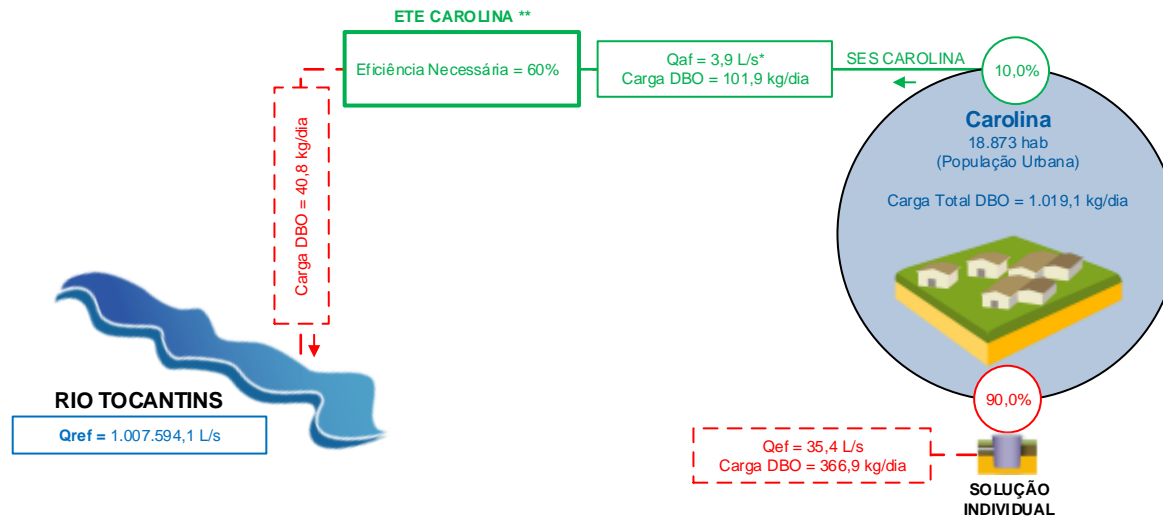 ETE CAROLINA **
Eficiência Necessária = 60%
Qaf = 3,9 L/s*
Carga DBO = 101,9 kg/dia
SES CAROLINA
10,0%
Carolina
18.873 hab
(População Urbana)
Carga Total DBO = 1.019,1 kg/dia
Carga DBO = 40,8 kg/dia
RIO TOCANTINS
Qref = 1.007.594,1 L/s
90,0%
Qef = 35,4 L/s
Carga DBO = 366,9 kg/dia
SOLUÇÃO
INDIVIDUAL